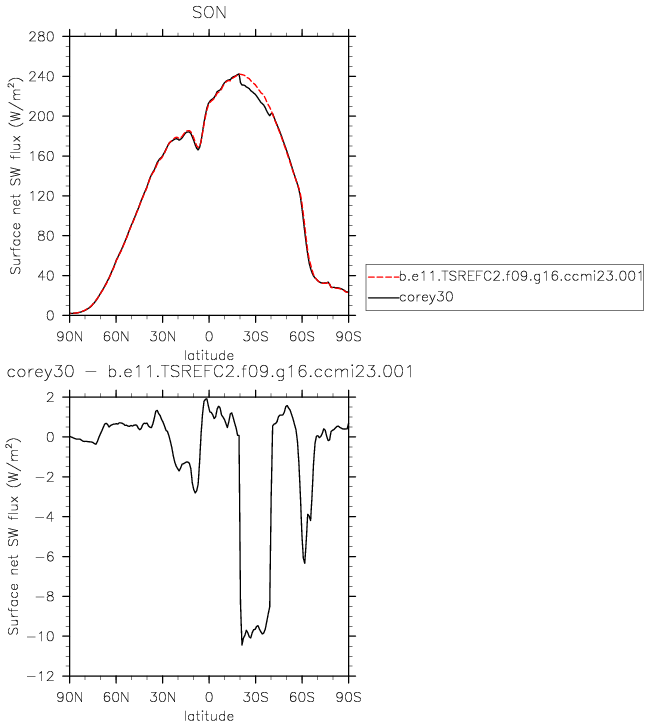 SON
280
240
200
160
120
80
40
0
Surface net SW flux (W/m²)
90N 60N 30N 0 30S 60S 90S
latitude
b.e11.TSREFC2.f09.g16.ccmi23.001
corey30
corey30 − b.e11.TSREFC2.f09.g16.ccmi23.001
2
0
−2
−4
−6
−8
−10
−12
Surface net SW flux (W/m²)
90N 60N 30N 0 30S 60S 90S
latitude